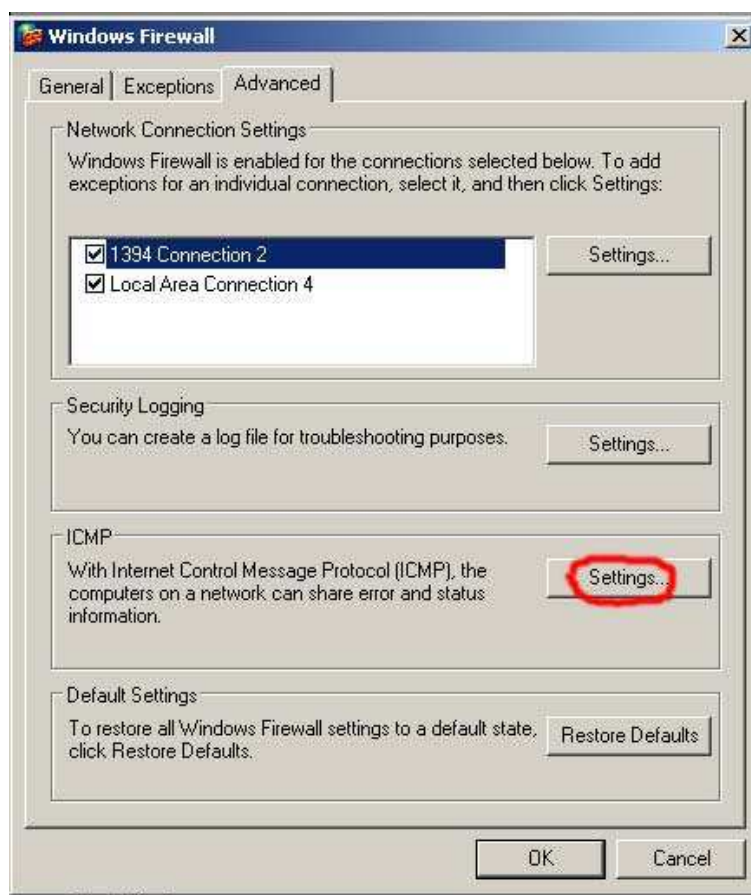 Windows Firewall
General Exceptions Advanced
Network Connection Settings
Windows Firewall is enabled for the connections selected below. To add
exceptions for an individual connection, select it, and then click Settings:
1394 Connection 2
Settings...
Local Area Connection 4
Security Logging
You can create a log file for troubleshooting purposes.
Settings...
ICMP
With Internet Control Message Protocol (ICMP), the
computers on a network can share error and status
information.
Settings...
Default Settings
To restore all Windows Firewall settings to a default state,
click Restore Defaults.
Restore Defaults
OK Cancel